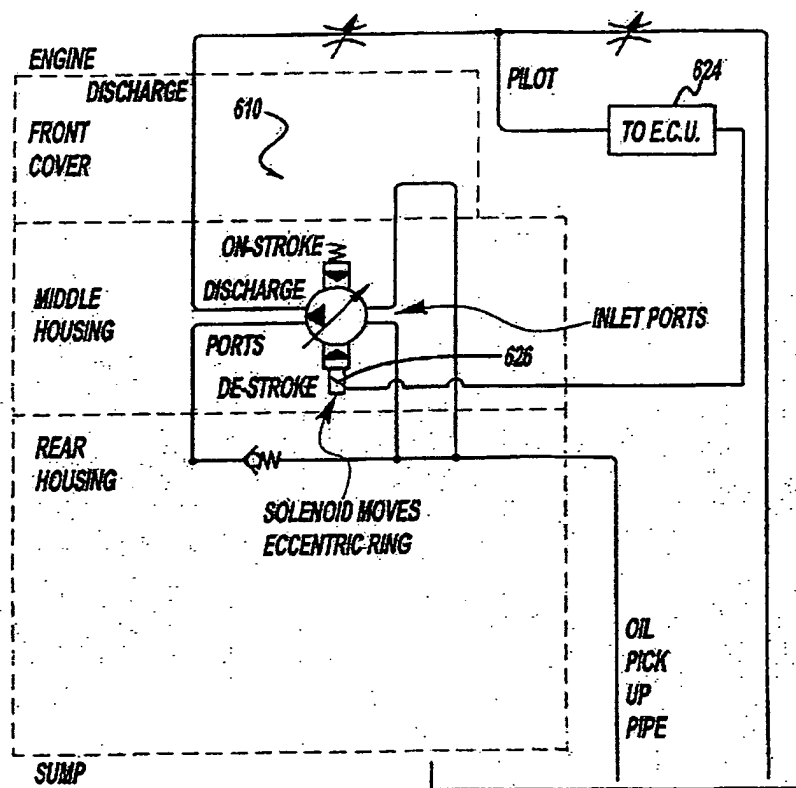 ENGINE
DISCHARGE
FRONT
COVER
610
PILOT
624
TO E.C.U.
ON-STROKE
DISCHARGE
MIDDLE
HOUSING
PORTS
INLET PORTS
626
DE-STROKE
REAR
HOUSING
SOLENOID MOVES
ECCENTRIC RING
OIL
PICK
UP
PIPE
SUMP